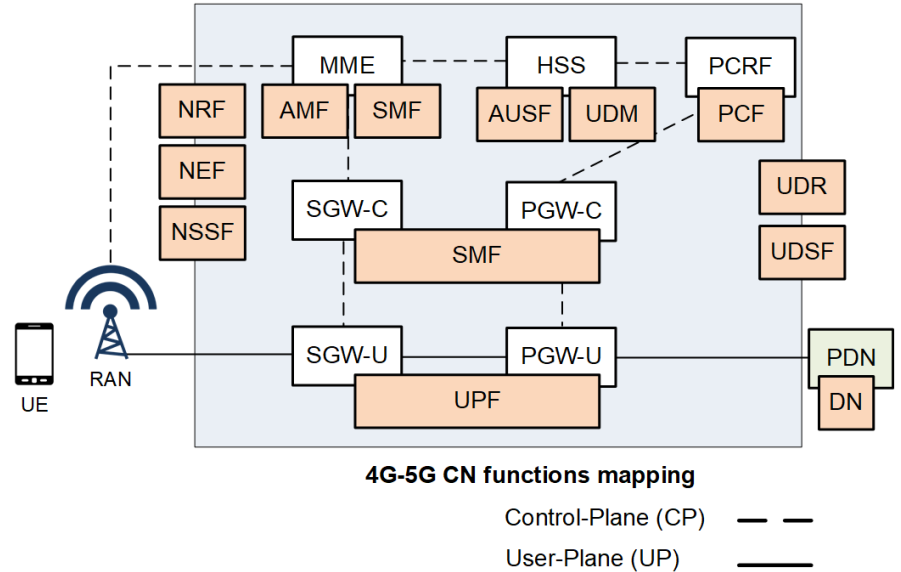 MME
HSS
PCRF
NRF
AMF
SMF
AUSF
UDM
PCF
NEF
UDR
SGW-C
PGW-C
NSSF
SMF
UDSF
SGW-U
PGW-U
PDN
RAN
UE
UPF
DN
4G-5G CN functions mapping
Control-Plane (CP)
User-Plane (UP)